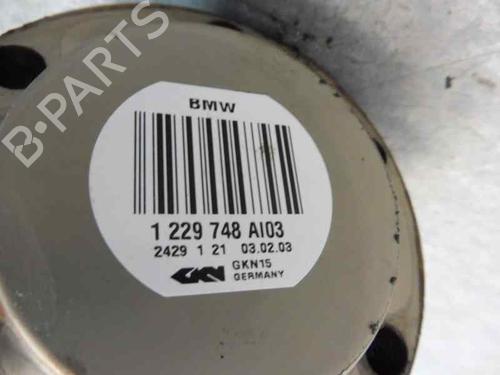 B-PARTS
BMW
1 229 748 AI03
2429 1 21 03.02.03
GKN GKN15
GERMANY